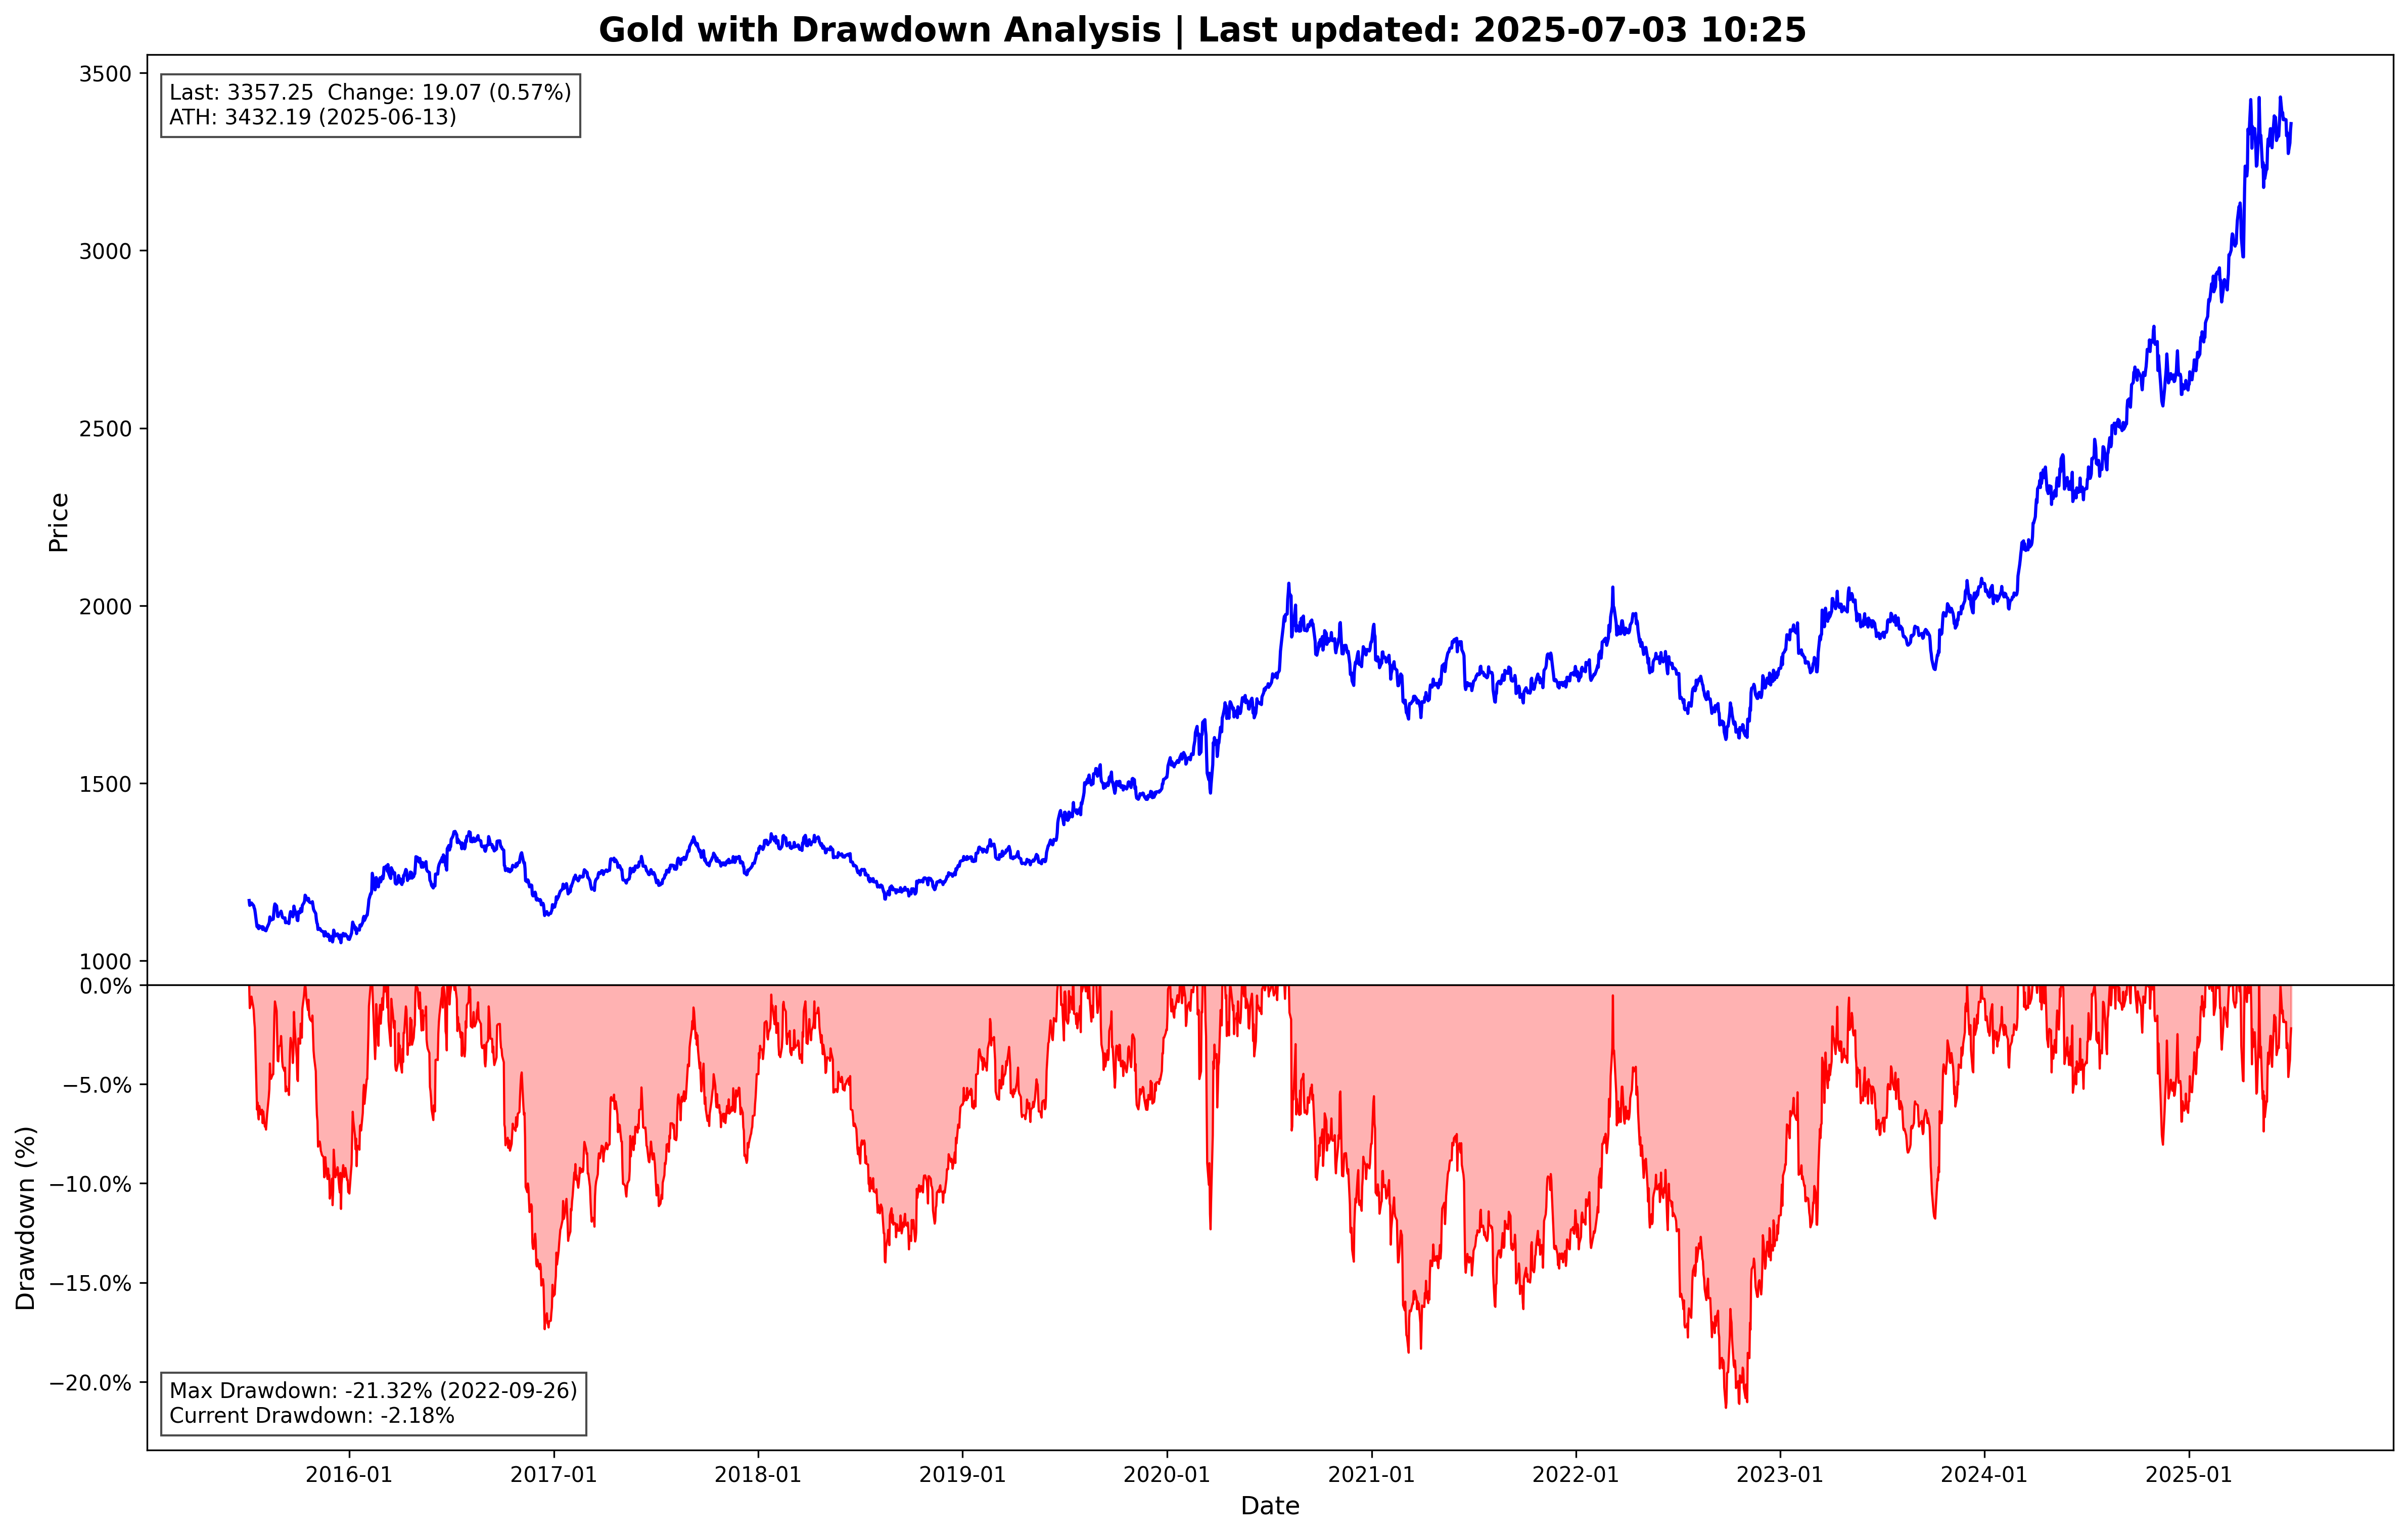 Gold with Drawdown Analysis | Last updated: 2025-07-03 10:25
Last: 3357.25  Change: 19.07 (0.57%)
ATH: 3432.19 (2025-06-13)
3500
3000
2500
2000
1500
1000
Price
0.0%
−5.0%
−10.0%
−15.0%
−20.0%
Drawdown (%)
Max Drawdown: -21.32% (2022-09-26)
Current Drawdown: -2.18%
2016-01
2017-01
2018-01
2019-01
2020-01
2021-01
2022-01
2023-01
2024-01
2025-01
Date